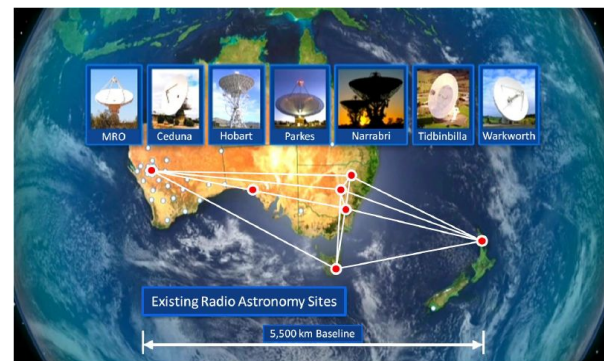 MRO
Ceduna
Hobart
Parkes
Narrabri
Tidbinbilla
Warkworth
Existing Radio Astronomy Sites
5,500 km Baseline